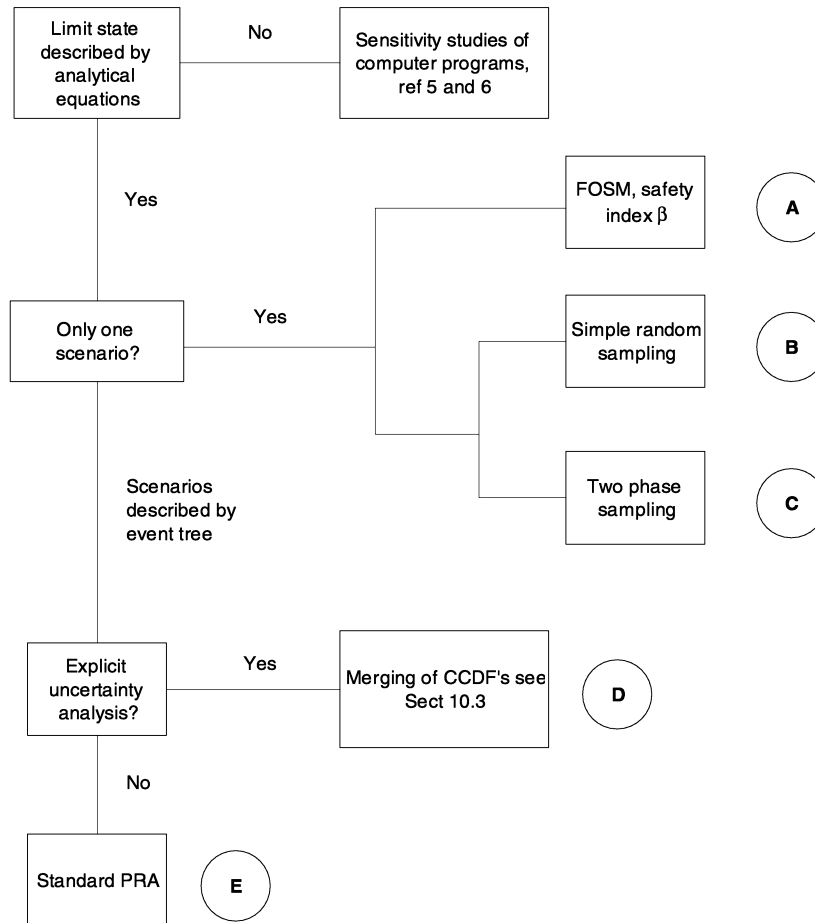 Limit state
described by
analytical
equations
No
Sensitivity studies of
computer programs,
ref 5 and 6
Yes
FOSM, safety
index β
A
Only one
scenario?
Yes
Simple random
sampling
B
Scenarios
described by
event tree
Two phase
sampling
C
Explicit
uncertainty
analysis?
Yes
Merging of CCDF's see
Sect 10.3
D
No
Standard PRA
E